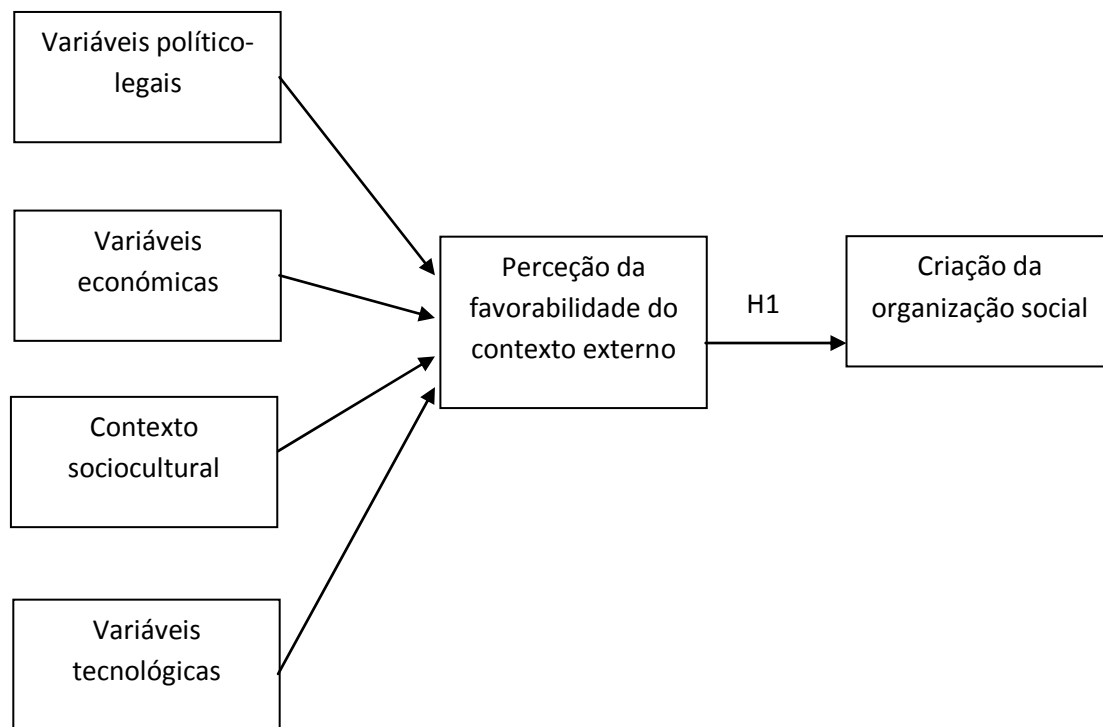 Variáveis político-
legais
Variáveis
económicas
Contexto
sociocultural
Variáveis
tecnológicas
Perceção da
favorabilidade do
contexto externo
H1
Criação da
organização social